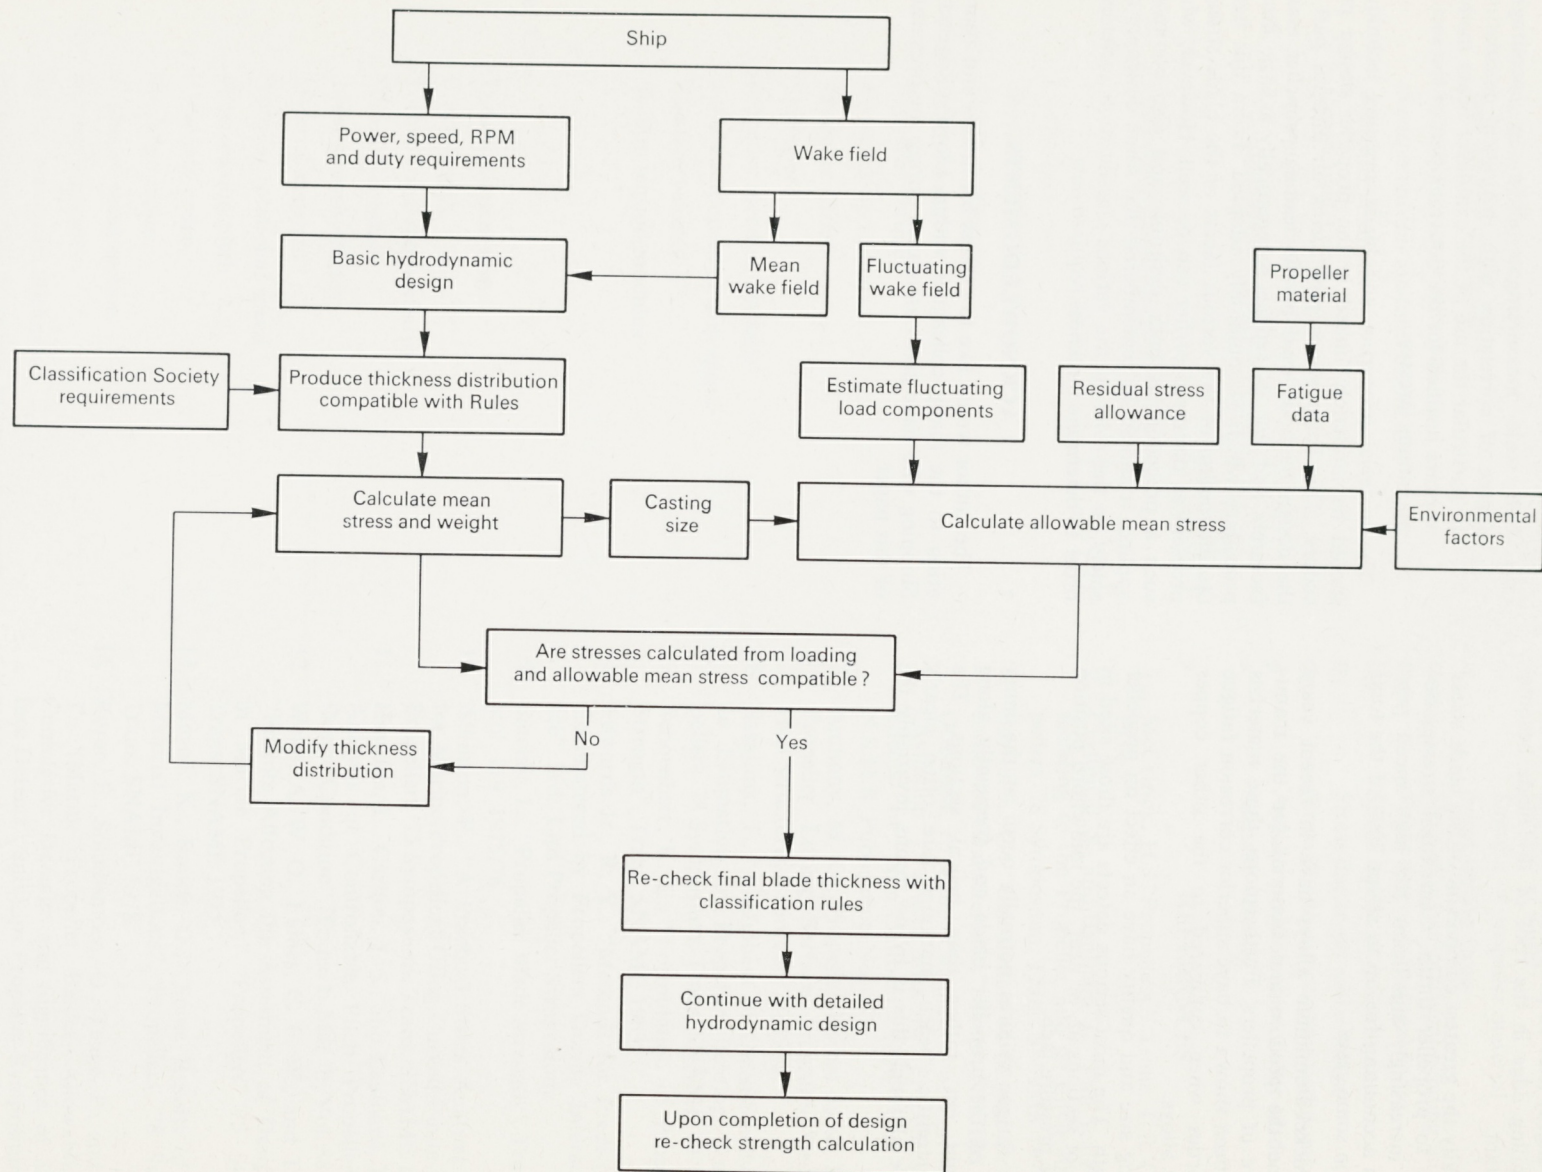 Ship
Power, speed, RPM
and duty requirements
Wake field
Basic hydrodynamic
design
Mean
wake field
Fluctuating
wake field
Propeller
material
Classification Society
requirements
Produce thickness distribution
compatible with Rules
Estimate fluctuating
load components
Residual stress
allowance
Fatigue
data
Calculate mean
stress and weight
Casting
size
Calculate allowable mean stress
Environmental
factors
Are stresses calculated from loading
and allowable mean stress compatible?
No
Yes
Modify thickness
distribution
Re-check final blade thickness with
classification rules
Continue with detailed
hydrodynamic design
Upon completion of design
re-check strength calculation